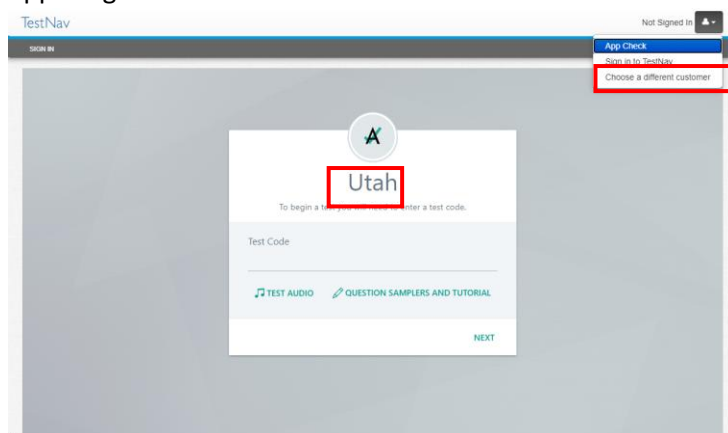 TestNav
Not Signed In
SIGN IN
App Check
Sign in to TestNav
Choose a different customer
Utah
To begin a test you will need to enter a test code.
Test Code
TEST AUDIO
QUESTION SAMPLERS AND TUTORIAL
NEXT